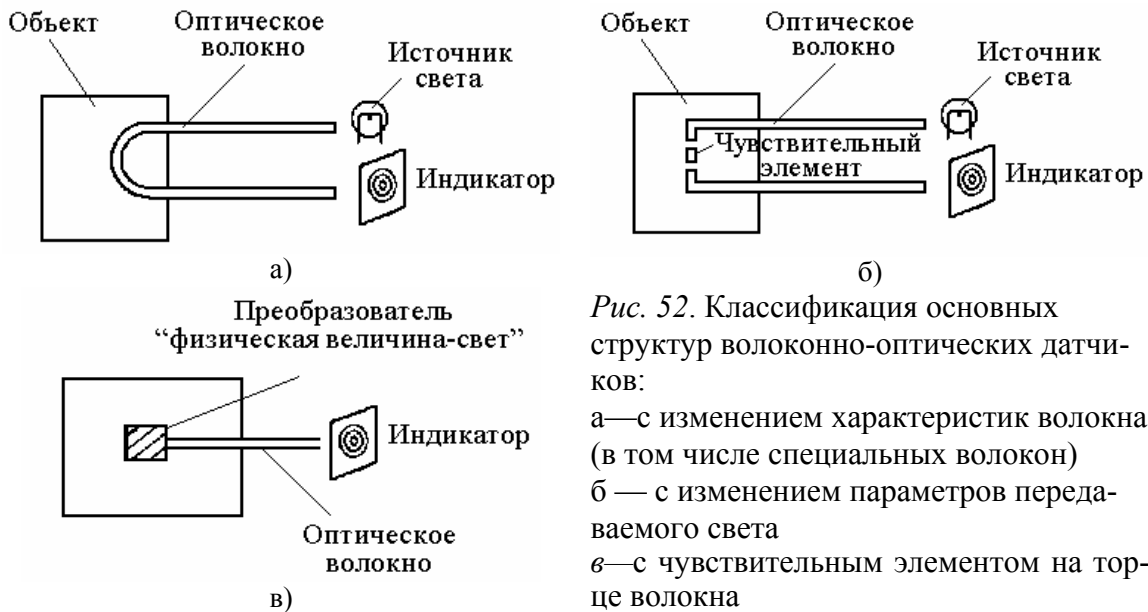 Объект
Оптическое
волокно
Источник
света
Индикатор
а)
Объект
Оптическое
волокно
Источник
света
Чувствительный
элемент
Индикатор
б)
Преобразователь
“физическая величина-свет”
Индикатор
Оптическое
волокно
в)
Рис. 52. Классификация основных
структур волоконно-оптических датчи-
ков:
а—с изменением характеристик волокна
(в том числе специальных волокон)
б — с изменением параметров переда-
ваемого света
в—с чувствительным элементом на тор-
це волокна